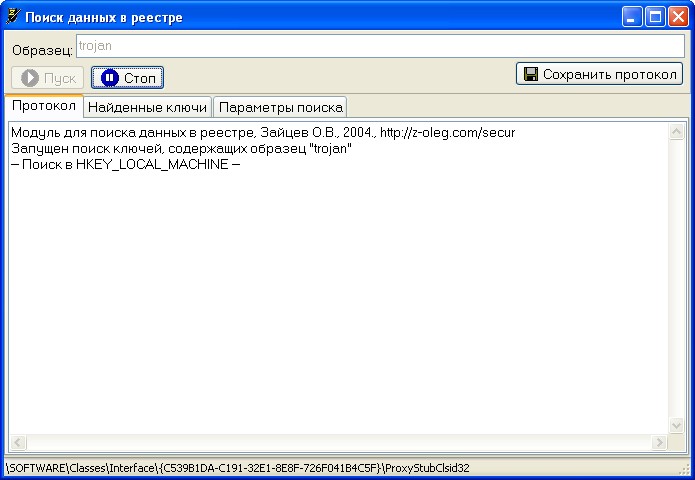 Поиск данных в реестре
Образец: trojan
Пуск Стоп Сохранить протокол
Протокол Найденные ключи Параметры поиска
Модуль для поиска данных в реестре, Зайцев О.В., 2004., http://z-oleg.com/secur
Запущен поиск ключей, содержащих образец "trojan"
-- Поиск в HKEY_LOCAL_MACHINE --
\SOFTWARE\Classes\Interface\{C539B1DA-C191-32E1-8E8F-726F041B4C5F}\ProxyStubClsid32